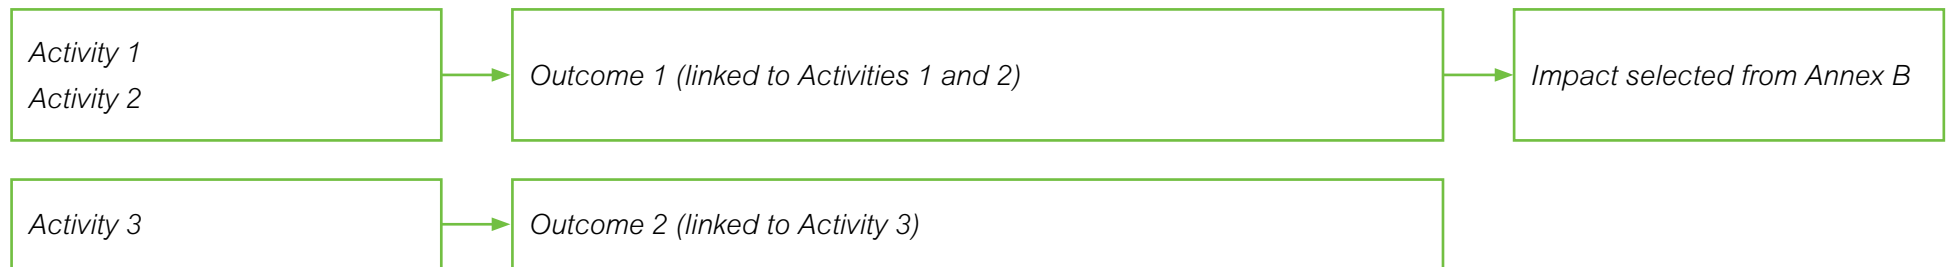 Activity 1
Activity 2
Outcome 1 (linked to Activities 1 and 2)
Impact selected from Annex B
Activity 3
Outcome 2 (linked to Activity 3)